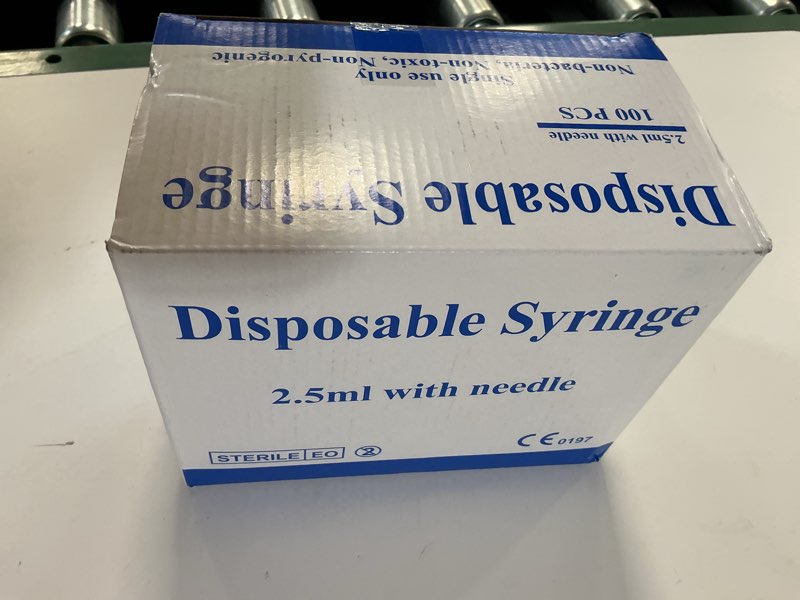 Disposable Syringe
2.5ml with needle
100 PCS
Single use only
Non-bacteria, Non-toxic, Non-pyrogenic
Disposable Syringe
2.5ml with needle
STERILE EO 2
CE 0197